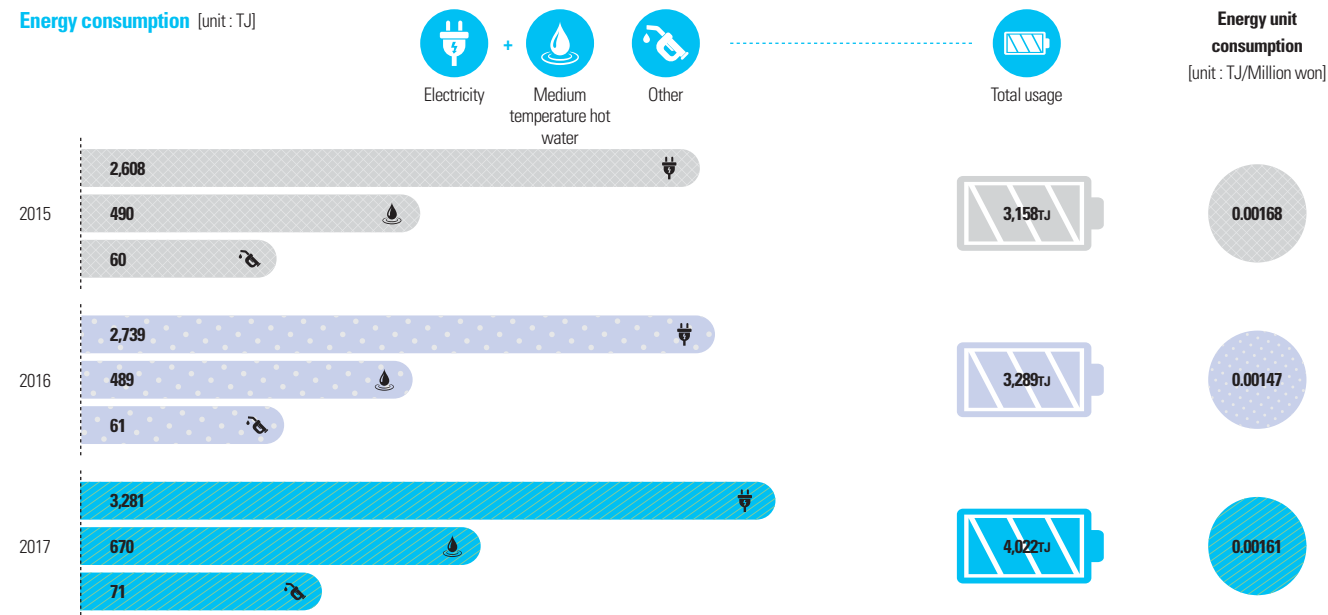 Energy consumption [unit : TJ]
+
Electricity
Medium
temperature hot
water
Other
Total usage
Energy unit
consumption
[unit : TJ/Million won]
2015
2,608
490
60
3,158TJ
0.00168
2016
2,739
489
61
3,289TJ
0.00147
2017
3,281
670
71
4,022TJ
0.00161